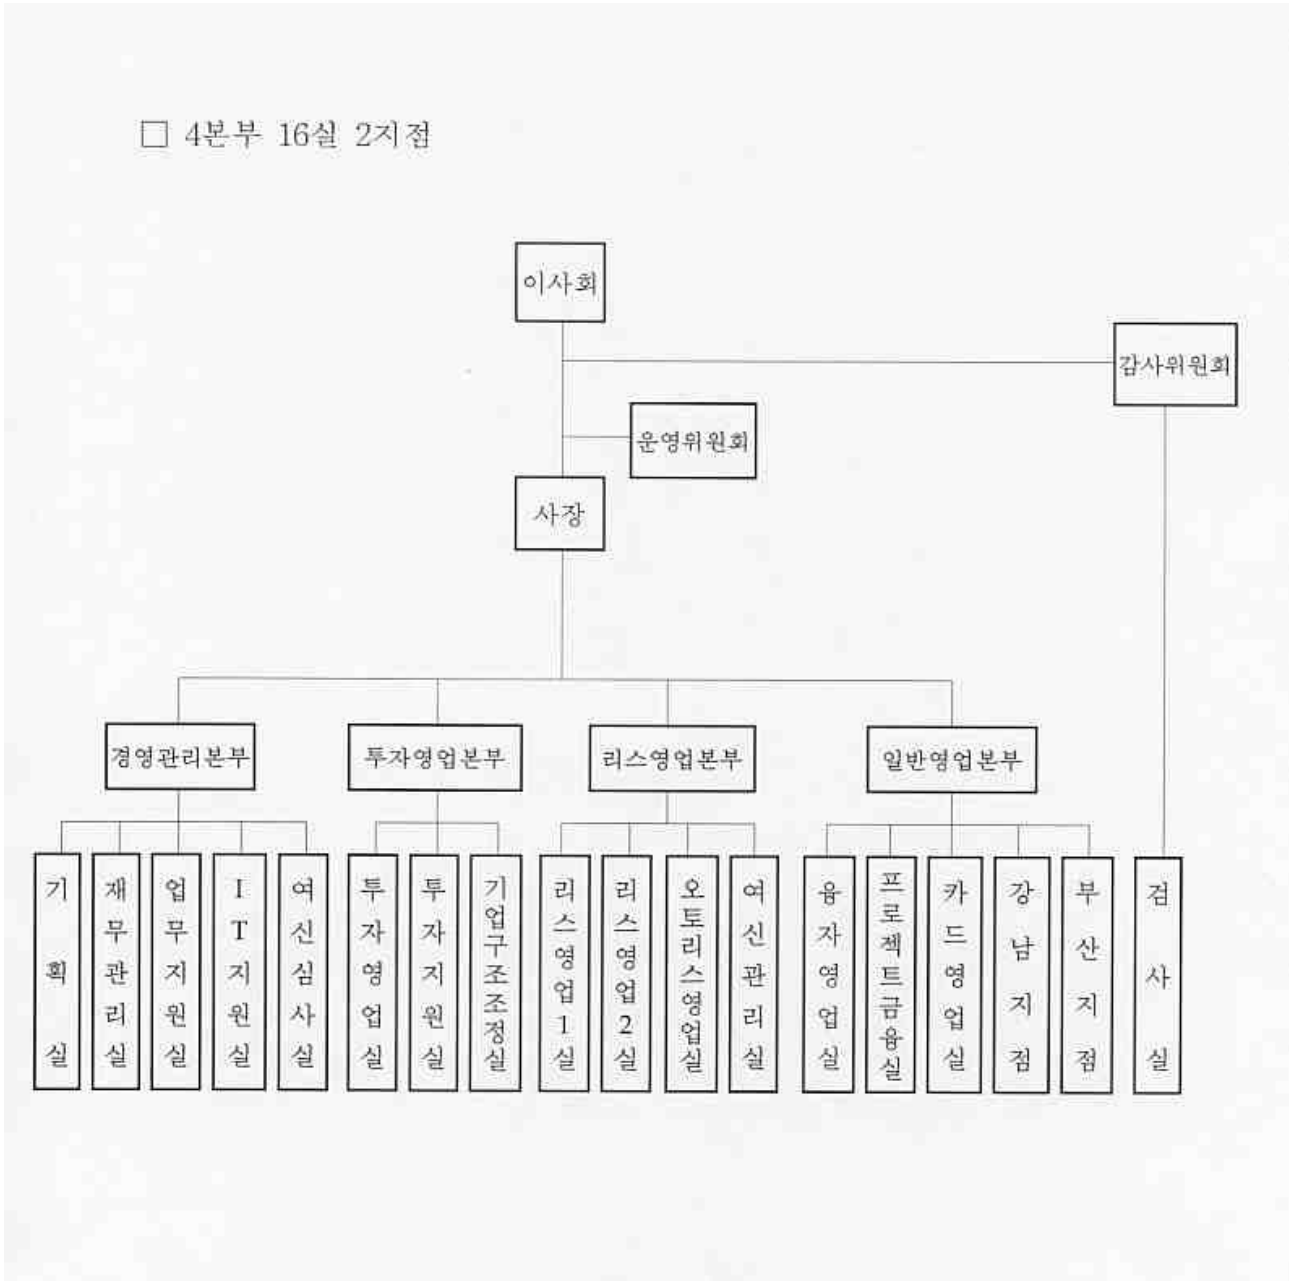 □ 4본부 16실 2지점
이사회
감사위원회
운영위원회
사장
경영관리본부
투자영업본부
리스영업본부
일반영업본부
기획실
재무관리실
업무지원실
IT지원실
여신심사실
투자영업실
투자지원실
기업구조조정실
리스영업1실
리스영업2실
오토리스영업실
여신관리실
융자영업실
프로젝트금융실
카드영업실
강남지점
부산지점
검사실